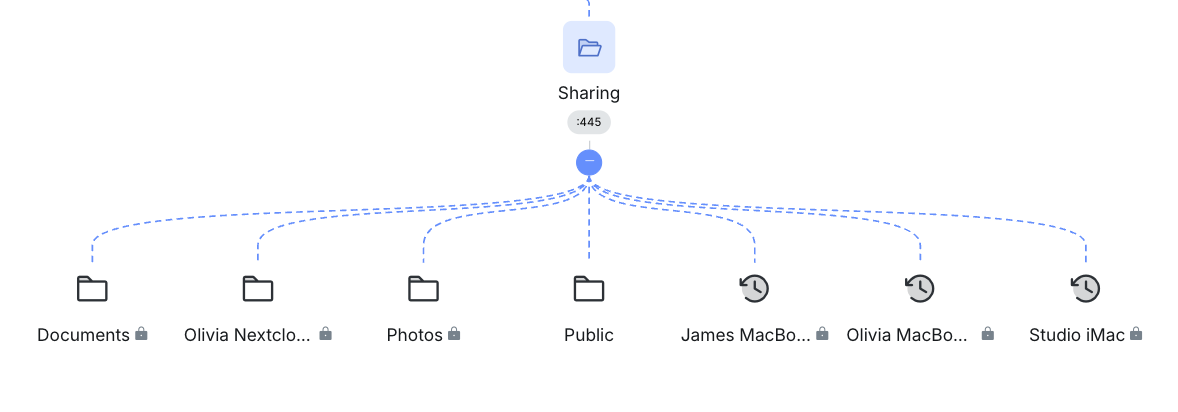 Sharing
:445
Documents
Olivia Nextclo...
Photos
Public
James MacBo...
Olivia MacBo...
Studio iMac